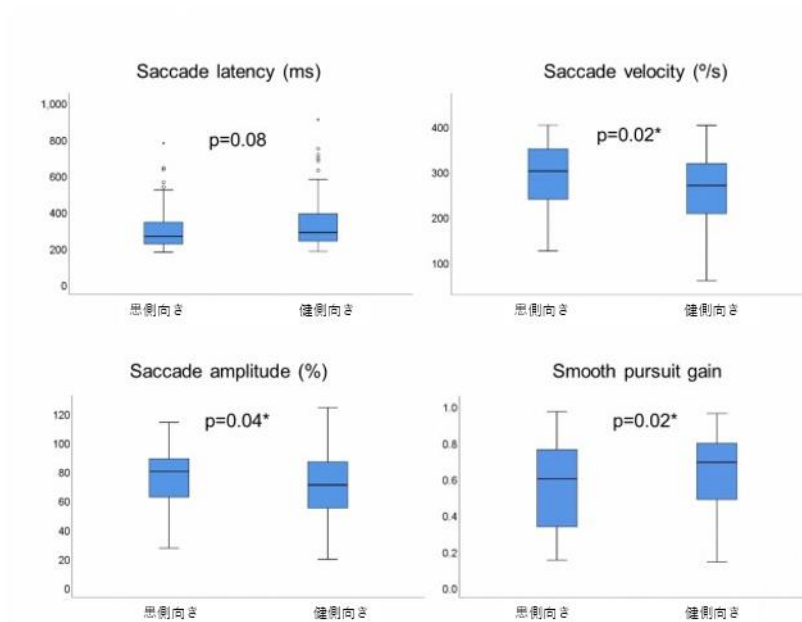 Saccade latency (ms)
1,000
800
600
400
200
0
p=0.08
患側向き
健側向き
Saccade velocity (º/s)
400
300
200
100
p=0.02*
患側向き
健側向き
Saccade amplitude (%)
120
100
80
60
40
20
0
p=0.04*
患側向き
健側向き
Smooth pursuit gain
1.0
0.8
0.6
0.4
0.2
0.0
p=0.02*
患側向き
健側向き